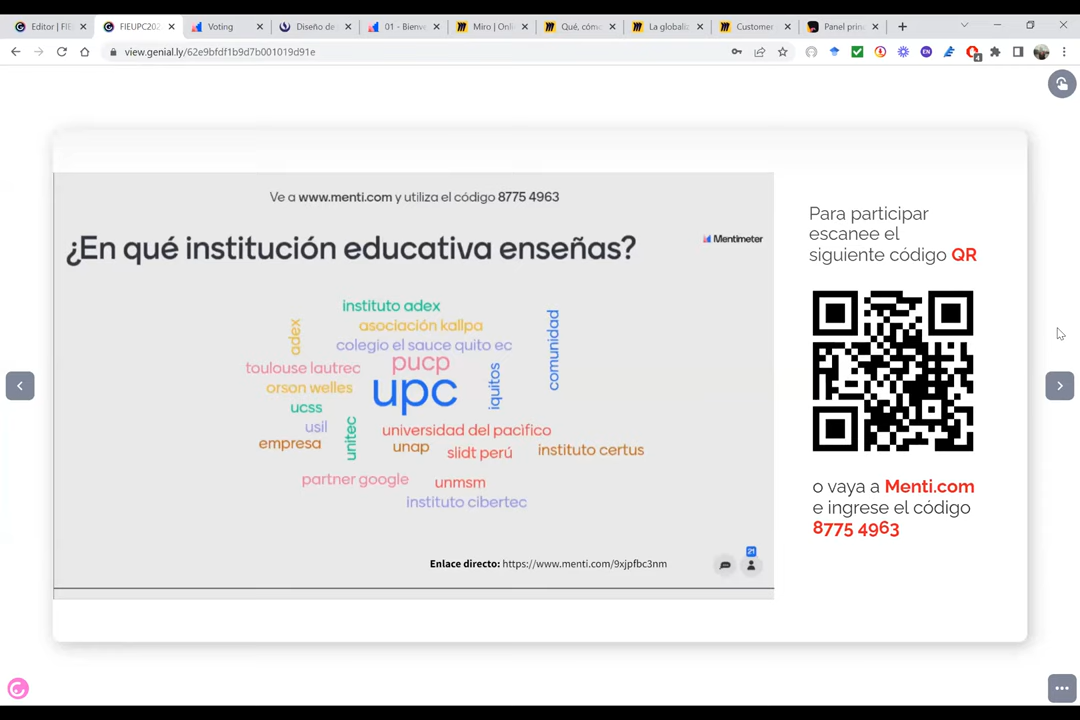 Editor | FIE
FIEUPC202
Voting
Diseño de
01 - Bienve
Miro | Onli
Qué, cómo
La globaliz
Customer
Panel prin
view.genial.ly/62e9bfdf1b9d7b001019d91e
Ve a www.menti.com y utiliza el código 8775 4963
¿En qué institución educativa enseñas?
Mentimeter
instituto adex
adex
asociación kallpa
comunidad
colegio el sauce quito ec
toulouse lautrec
pucp
orson welles
upc
iquitos
ucss
usil
unitec
universidad del pacífico
empresa
unap
slidt perú
instituto certus
partner google
unmsm
instituto cibertec
Enlace directo: https://www.menti.com/9xjpfbc3nm
21
Para participar
escanee el
siguiente código QR
o vaya a Menti.com
e ingrese el código
8775 4963